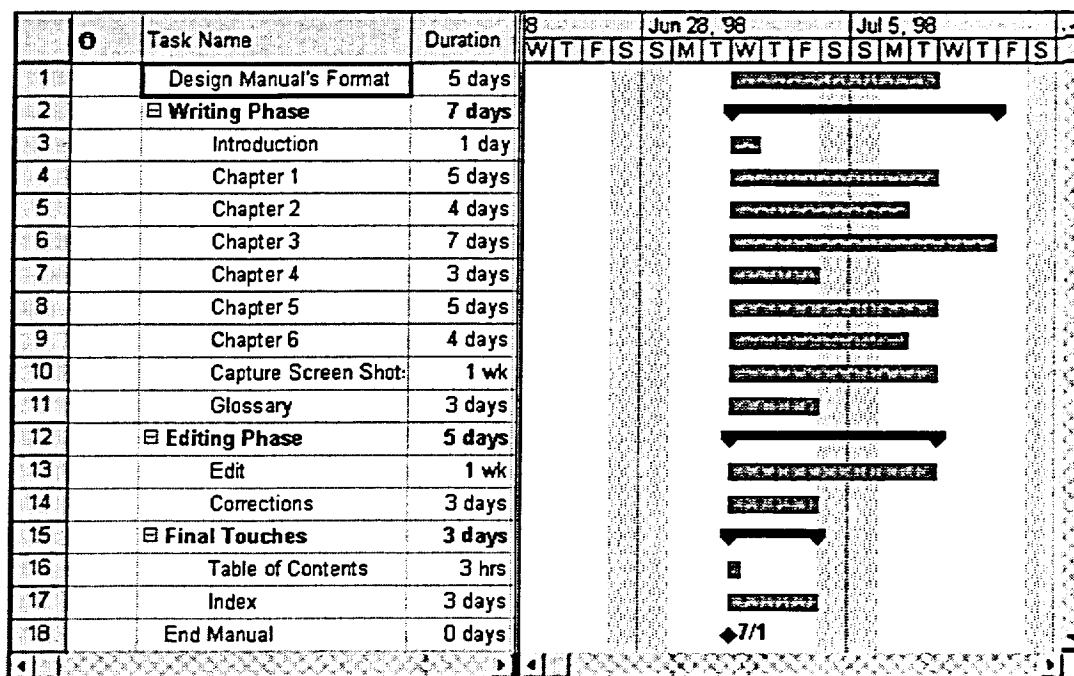 8 Jun 28, 98 Jul 5, 98
Task Name Duration W T F S S M T W T F S S M T W T F S
1 Design Manual's Format 5 days
2 ⊟ Writing Phase 7 days
3 Introduction 1 day
4 Chapter 1 5 days
5 Chapter 2 4 days
6 Chapter 3 7 days
7 Chapter 4 3 days
8 Chapter 5 5 days
9 Chapter 6 4 days
10 Capture Screen Shot: 1 wk
11 Glossary 3 days
12 ⊟ Editing Phase 5 days
13 Edit 1 wk
14 Corrections 3 days
15 ⊟ Final Touches 3 days
16 Table of Contents 3 hrs
17 Index 3 days
18 End Manual 0 days 7/1